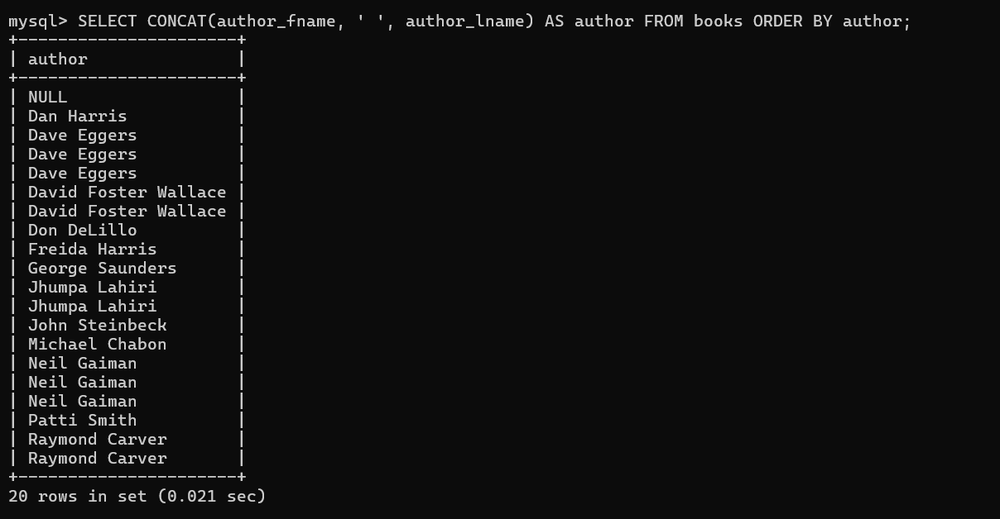 mysql> SELECT CONCAT(author_fname, ' ', author_lname) AS author FROM books ORDER BY author;
+----------------------+
| author               |
+----------------------+
| NULL                 |
| Dan Harris           |
| Dave Eggers          |
| Dave Eggers          |
| Dave Eggers          |
| David Foster Wallace |
| David Foster Wallace |
| Don DeLillo          |
| Freida Harris        |
| George Saunders      |
| Jhumpa Lahiri        |
| Jhumpa Lahiri        |
| John Steinbeck       |
| Michael Chabon       |
| Neil Gaiman          |
| Neil Gaiman          |
| Neil Gaiman          |
| Patti Smith          |
| Raymond Carver       |
| Raymond Carver       |
+----------------------+
20 rows in set (0.021 sec)